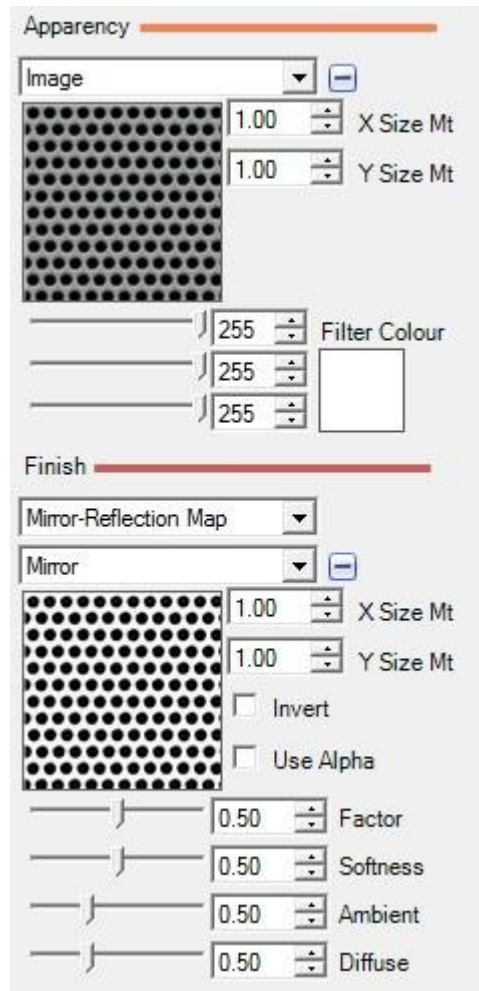 Apparency
Image
1.00 X Size Mt
1.00 Y Size Mt
255 Filter Colour
255
255
Finish
Mirror-Reflection Map
Mirror
1.00 X Size Mt
1.00 Y Size Mt
Invert
Use Alpha
0.50 Factor
0.50 Softness
0.50 Ambient
0.50 Diffuse